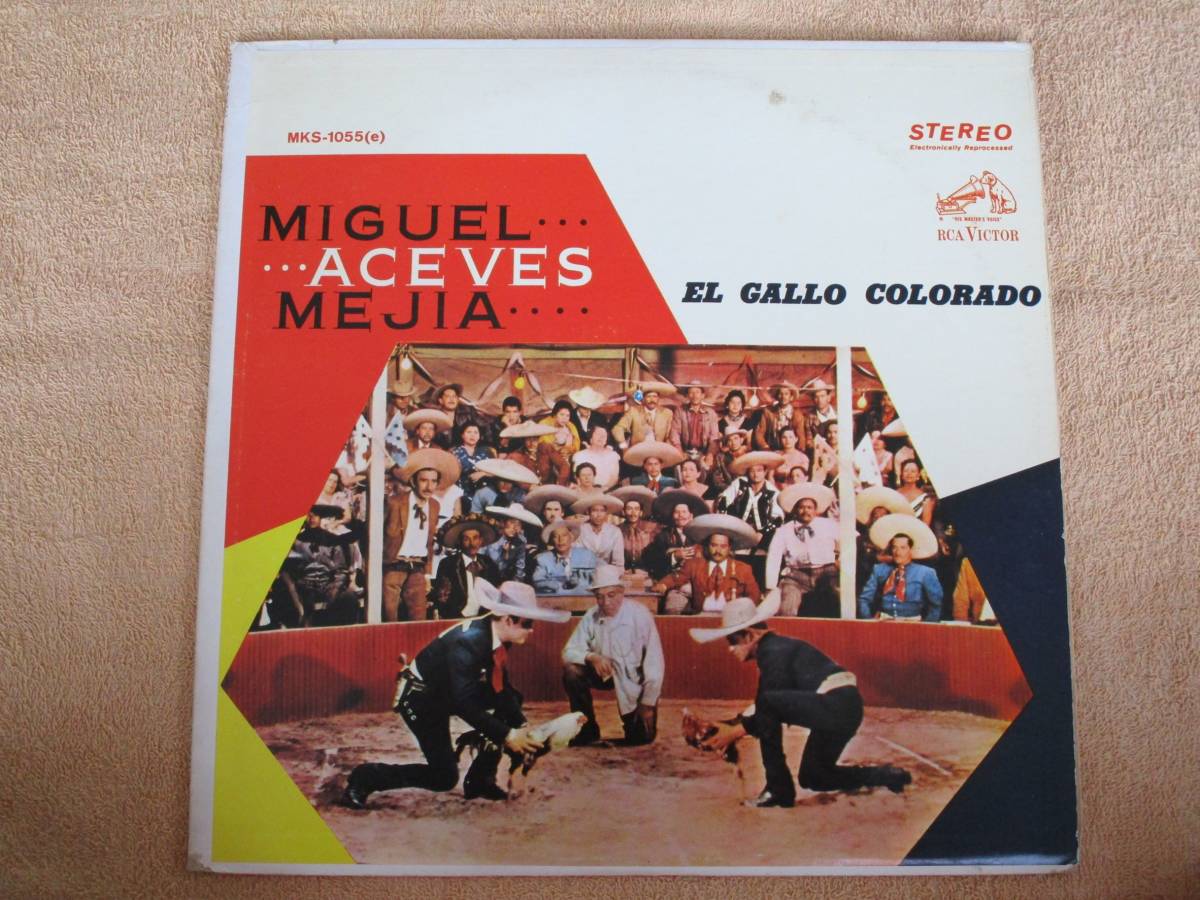 MKS-1055(e)
STEREO
Electronically Reprocessed
"HIS MASTER'S VOICE"
RCA VICTOR
MIGUEL...
...ACEVES
MEJIA....
EL GALLO COLORADO